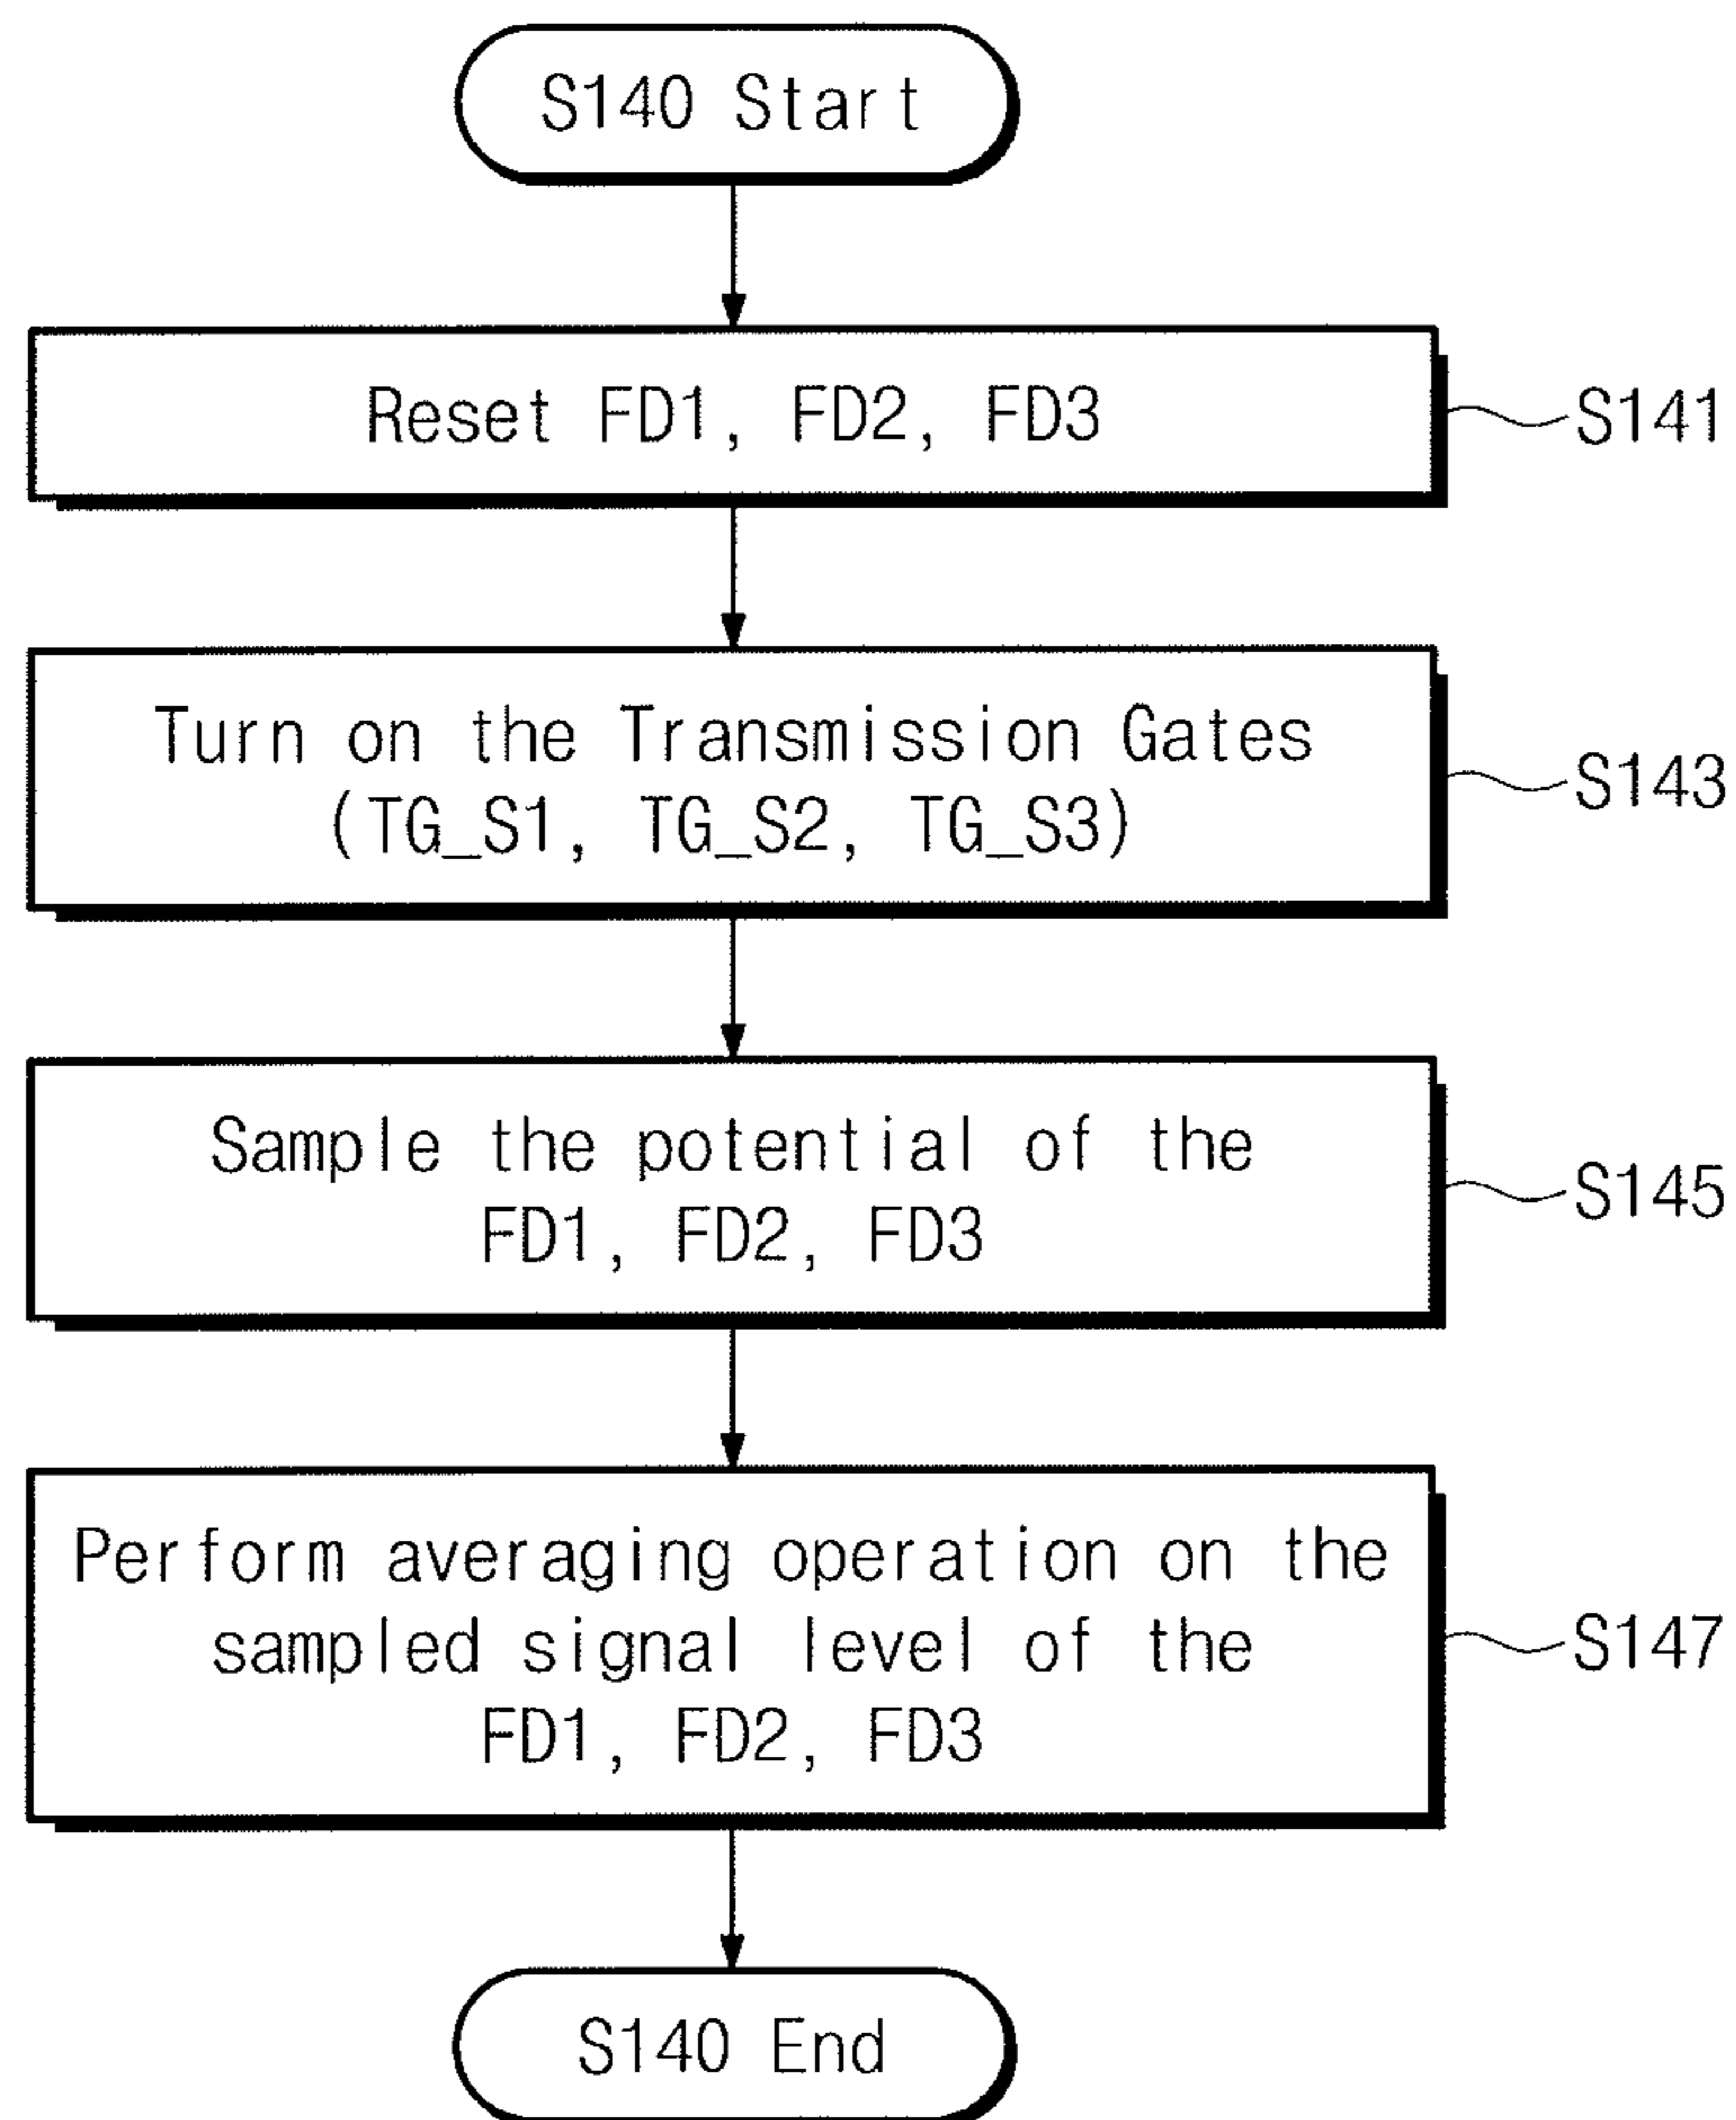 S140 Start
Reset FD1, FD2, FD3
S141
Turn on the Transmission Gates
(TG_S1, TG_S2, TG_S3)
S143
Sample the potential of the
FD1, FD2, FD3
S145
Perform averaging operation on the
sampled signal level of the
FD1, FD2, FD3
S147
S140 End